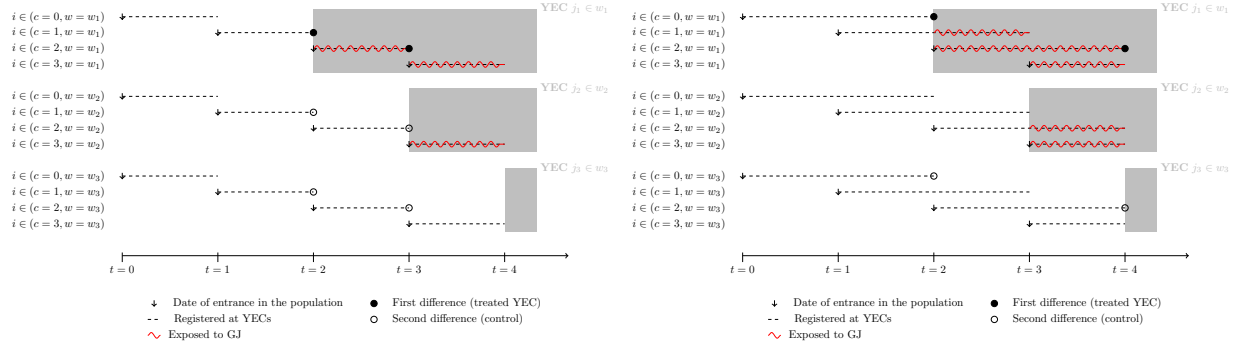 YEC j₁ ∈ w₁
i ∈ (c = 0, w = w₁)
i ∈ (c = 1, w = w₁)
i ∈ (c = 2, w = w₁)
i ∈ (c = 3, w = w₁)
YEC j₂ ∈ w₂
i ∈ (c = 0, w = w₂)
i ∈ (c = 1, w = w₂)
i ∈ (c = 2, w = w₂)
i ∈ (c = 3, w = w₂)
YEC j₃ ∈ w₃
i ∈ (c = 0, w = w₃)
i ∈ (c = 1, w = w₃)
i ∈ (c = 2, w = w₃)
i ∈ (c = 3, w = w₃)
t = 0 t = 1 t = 2 t = 3 t = 4
Date of entrance in the population First difference (treated YEC)
Registered at YECs Second difference (control)
Exposed to GJ
YEC j₁ ∈ w₁
i ∈ (c = 0, w = w₁)
i ∈ (c = 1, w = w₁)
i ∈ (c = 2, w = w₁)
i ∈ (c = 3, w = w₁)
YEC j₂ ∈ w₂
i ∈ (c = 0, w = w₂)
i ∈ (c = 1, w = w₂)
i ∈ (c = 2, w = w₂)
i ∈ (c = 3, w = w₂)
YEC j₃ ∈ w₃
i ∈ (c = 0, w = w₃)
i ∈ (c = 1, w = w₃)
i ∈ (c = 2, w = w₃)
i ∈ (c = 3, w = w₃)
t = 0 t = 1 t = 2 t = 3 t = 4
Date of entrance in the population First difference (treated YEC)
Registered at YECs Second difference (control)
Exposed to GJ